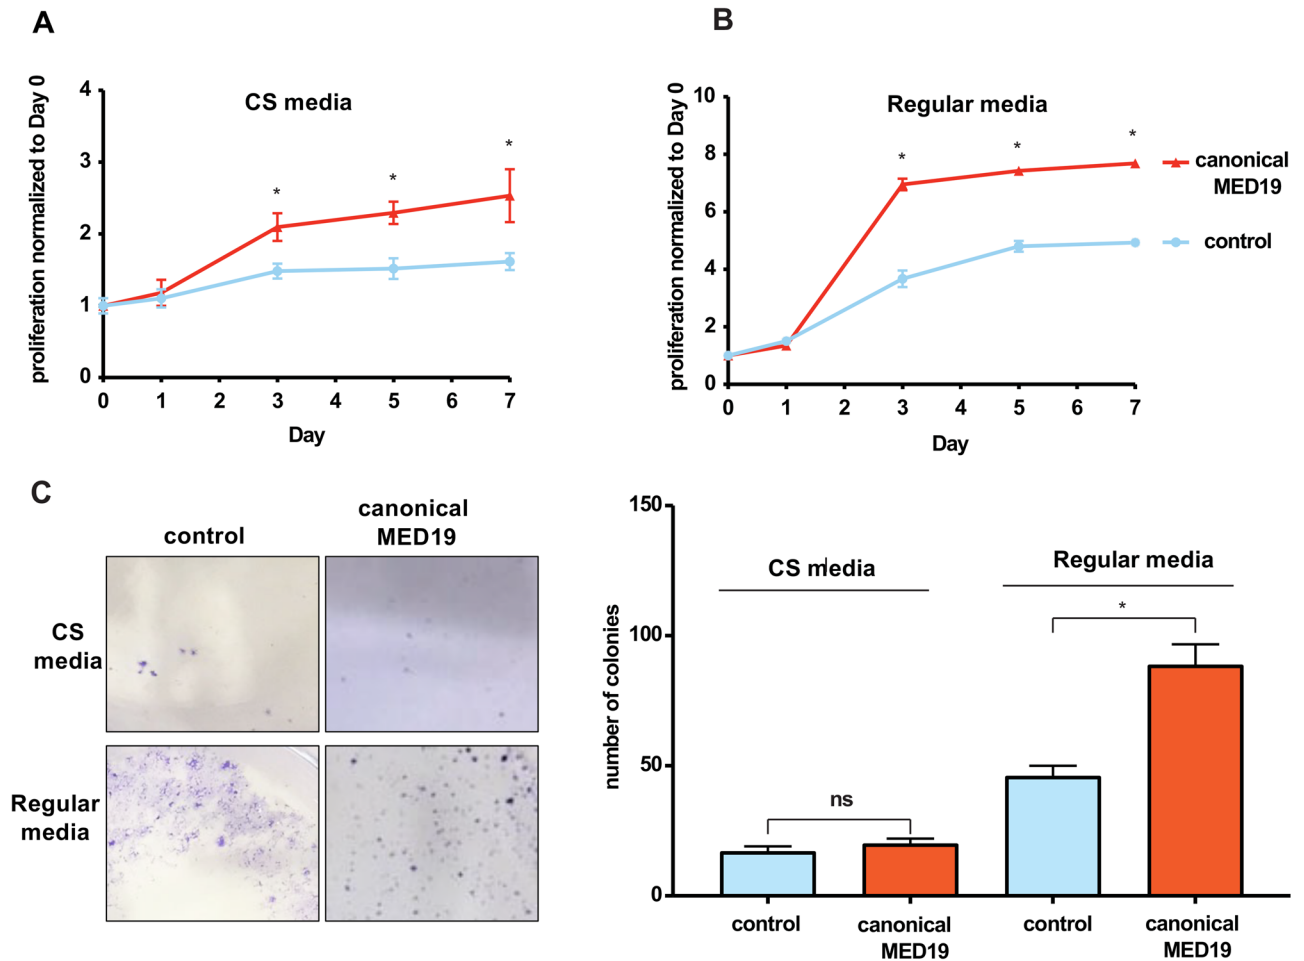 A
CS media
proliferation normalized to Day 0
4
3
2
1
0
*
*
*
0 1 2 3 4 5 6 7
Day
B
Regular media
proliferation normalized to Day 0
10
8
6
4
2
0
*
*
*
0 1 2 3 4 5 6 7
Day
canonical
MED19
control
C
control
canonical
MED19
CS
media
Regular
media
number of colonies
150
100
50
0
CS media
Regular media
ns
*
control
canonical
MED19
control
canonical
MED19